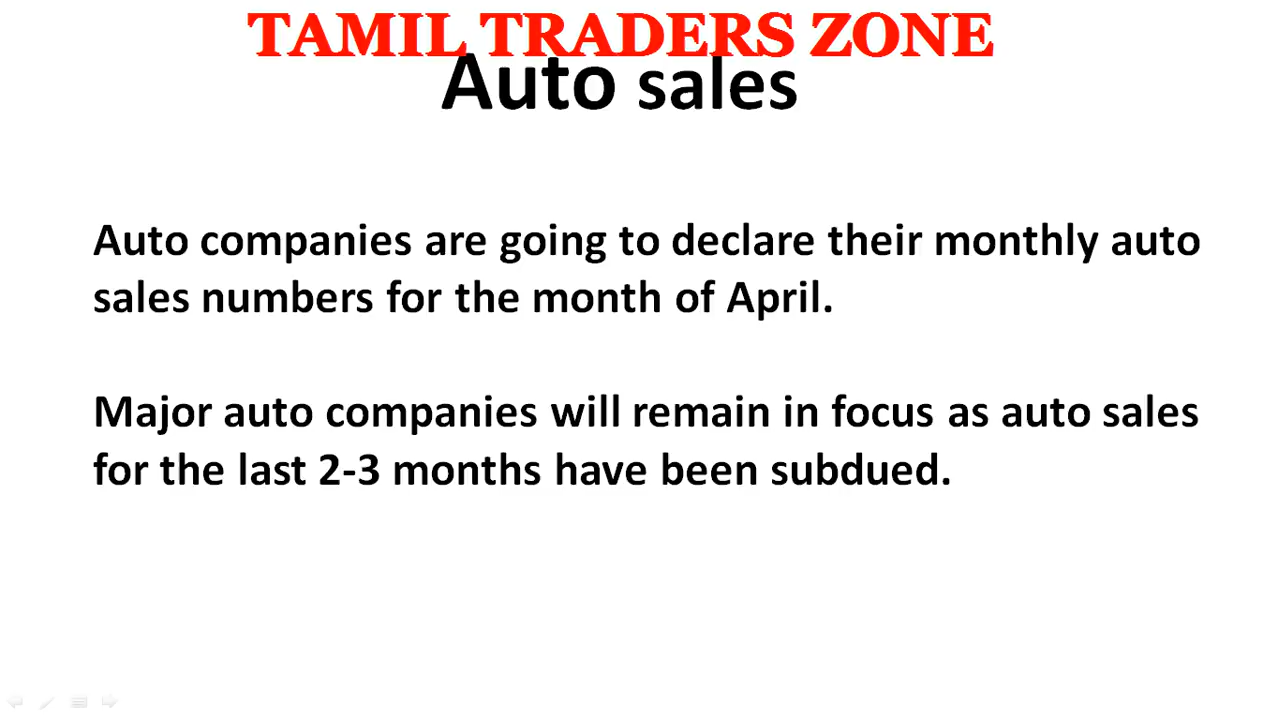 TAMIL TRADERS ZONE
Auto sales
Auto companies are going to declare their monthly auto
sales numbers for the month of April.
Major auto companies will remain in focus as auto sales
for the last 2-3 months have been subdued.